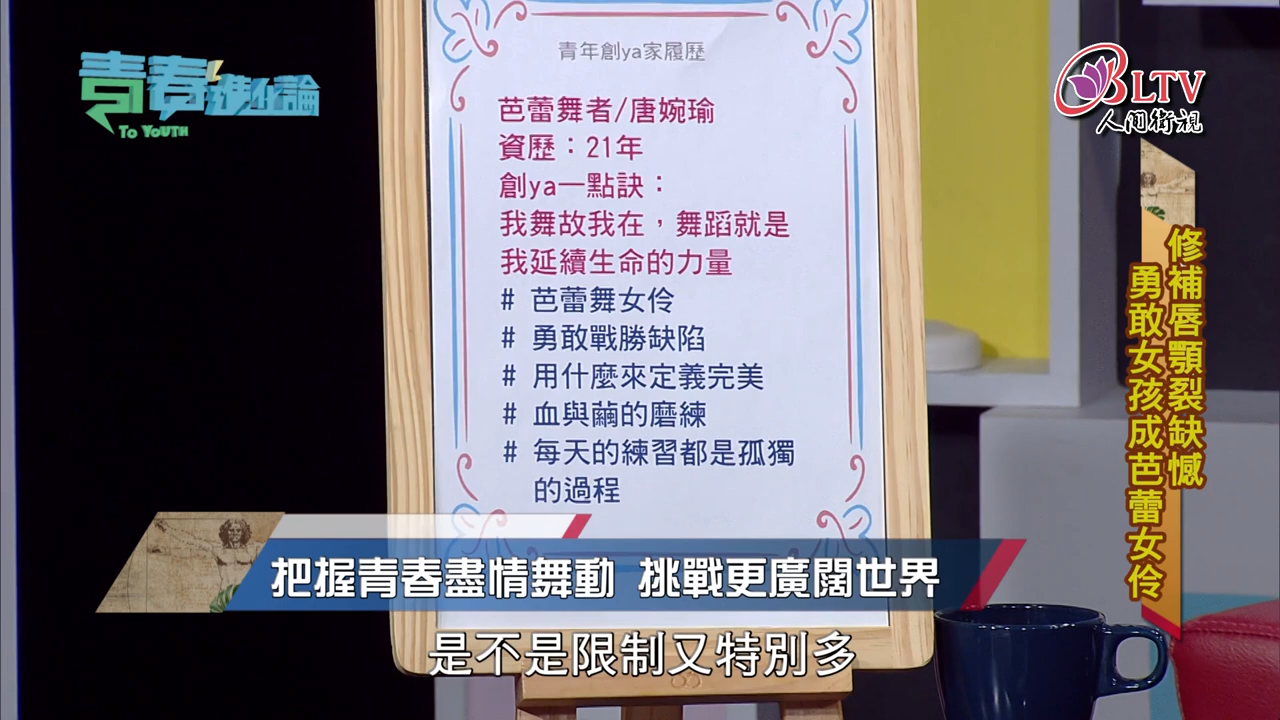 青春進化論
To YouTH
BLTV
人间衛視
青年創ya家履歷
芭蕾舞者/唐婉瑜
資歷：21年
創ya一點訣：
我舞故我在，舞蹈就是
我延續生命的力量
# 芭蕾舞女伶
# 勇敢戰勝缺陷
# 用什麼來定義完美
# 血與繭的磨練
# 每天的練習都是孤獨
的過程
修補唇顎裂缺憾
勇敢女孩成芭蕾女伶
把握青春盡情舞動 挑戰更廣闊世界
是不是限制又特別多